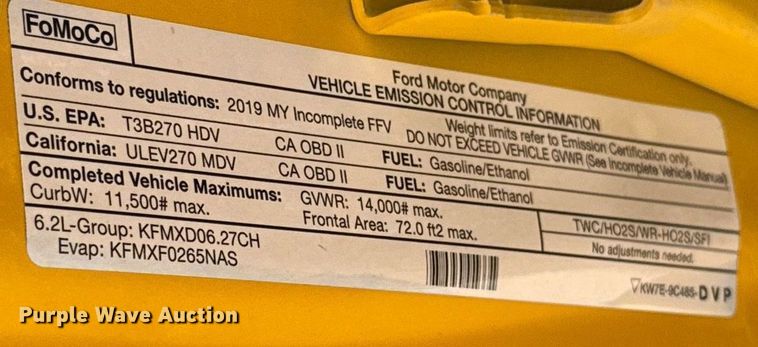 FoMoCo
Ford Motor Company
VEHICLE EMISSION CONTROL INFORMATION
Conforms to regulations: 2019 MY Incomplete FFV
Weight limits refer to Emission Certification only.
DO NOT EXCEED VEHICLE GVWR (See Incomplete Vehicle Manual)
U.S. EPA: T3B270 HDV CA OBD II FUEL: Gasoline/Ethanol
California: ULEV270 MDV CA OBD II FUEL: Gasoline/Ethanol
Completed Vehicle Maximums: GVWR: 14,000# max.
CurbW: 11,500# max. Frontal Area: 72.0 ft2 max.
TWC/HO2S/WR-HO2S/SFI
No adjustments needed.
6.2L-Group: KFMXD06.27CH
Evap: KFMXF0265NAS
KW7E-9C485-DVP
Purple Wave Auction